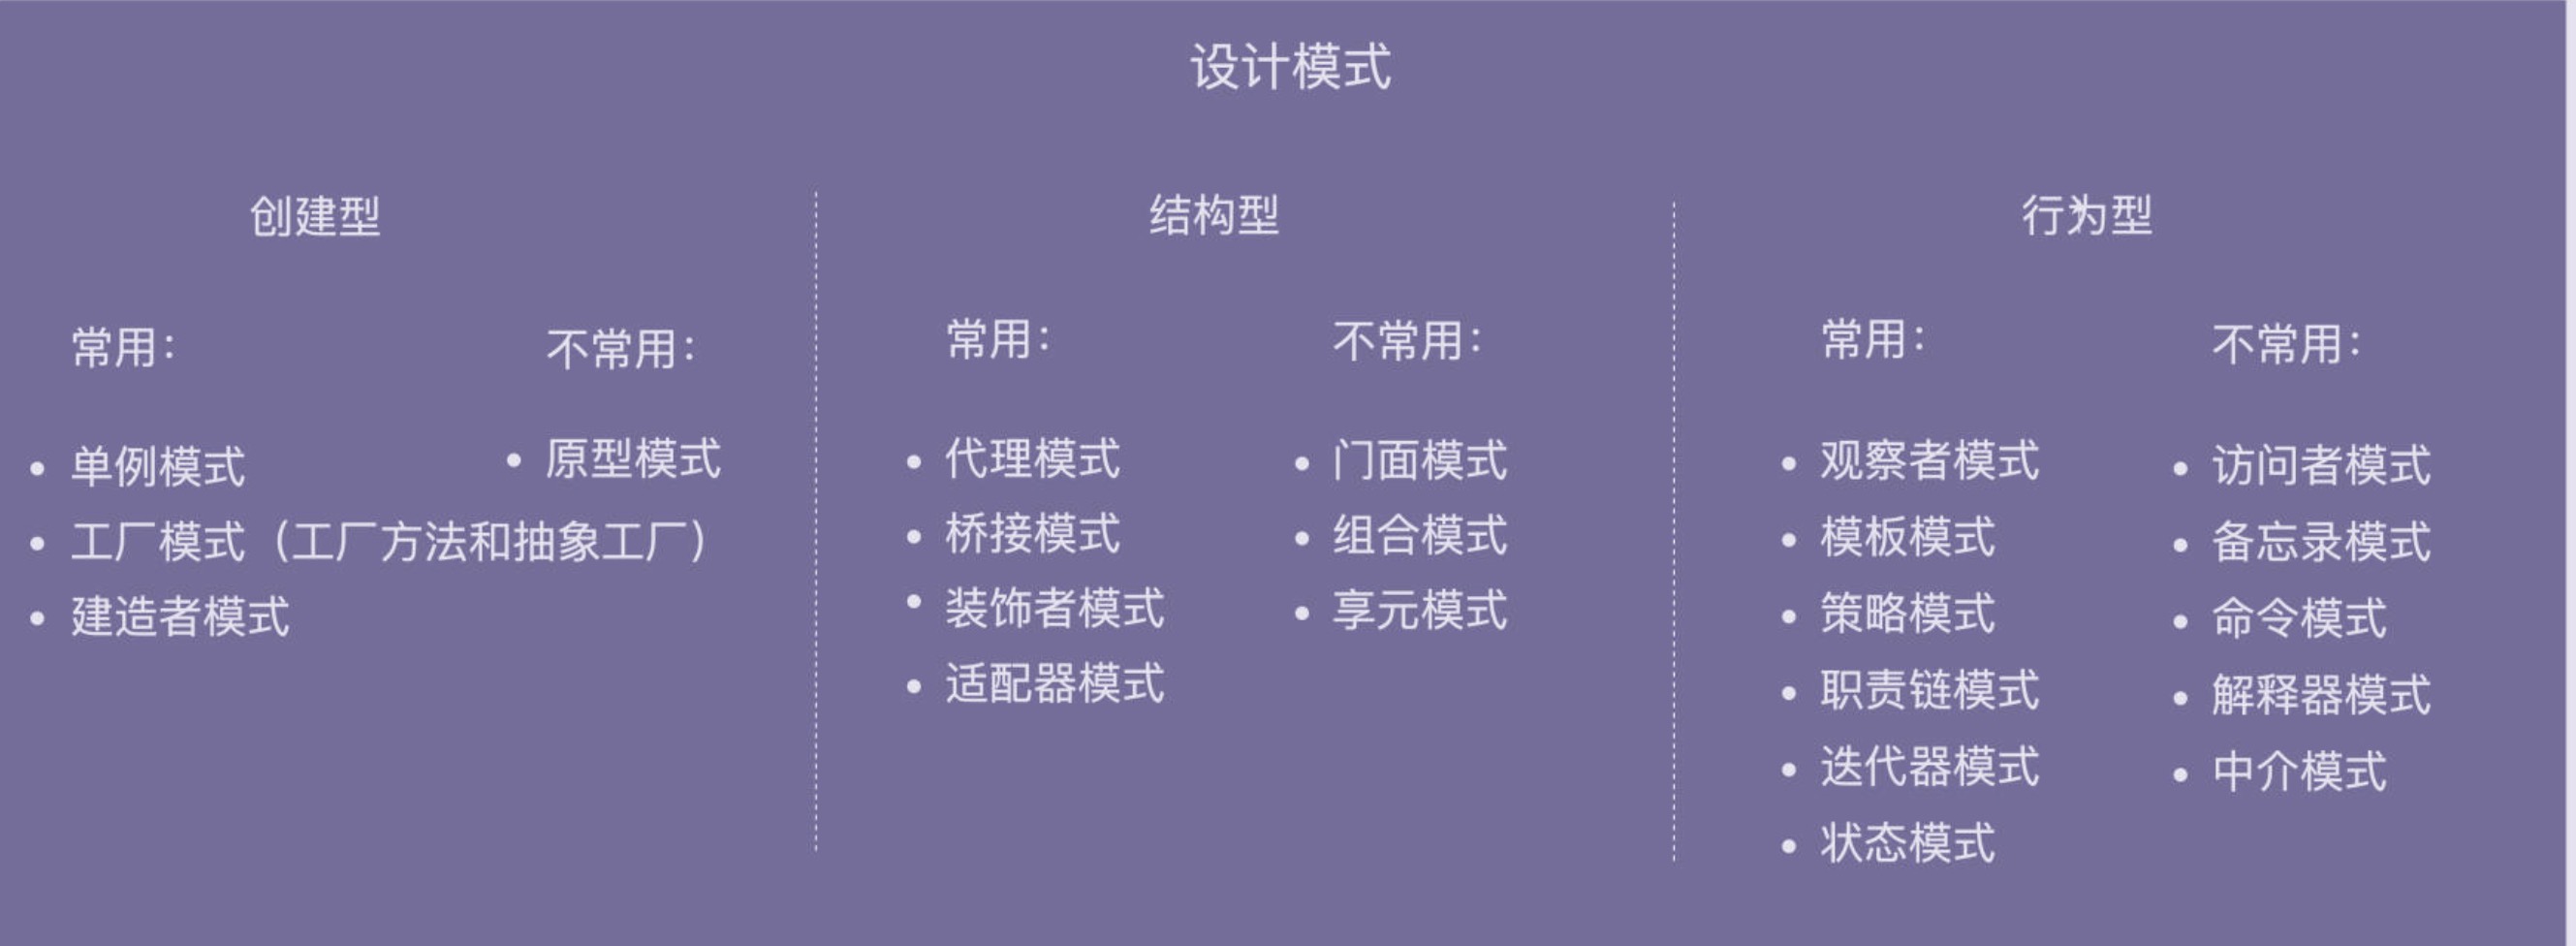 设计模式
创建型
常用：
单例模式
工厂模式（工厂方法和抽象工厂）
建造者模式
不常用：
原型模式
结构型
常用：
代理模式
桥接模式
装饰者模式
适配器模式
不常用：
门面模式
组合模式
享元模式
行为型
常用：
观察者模式
模板模式
策略模式
职责链模式
迭代器模式
状态模式
不常用：
访问者模式
备忘录模式
命令模式
解释器模式
中介模式